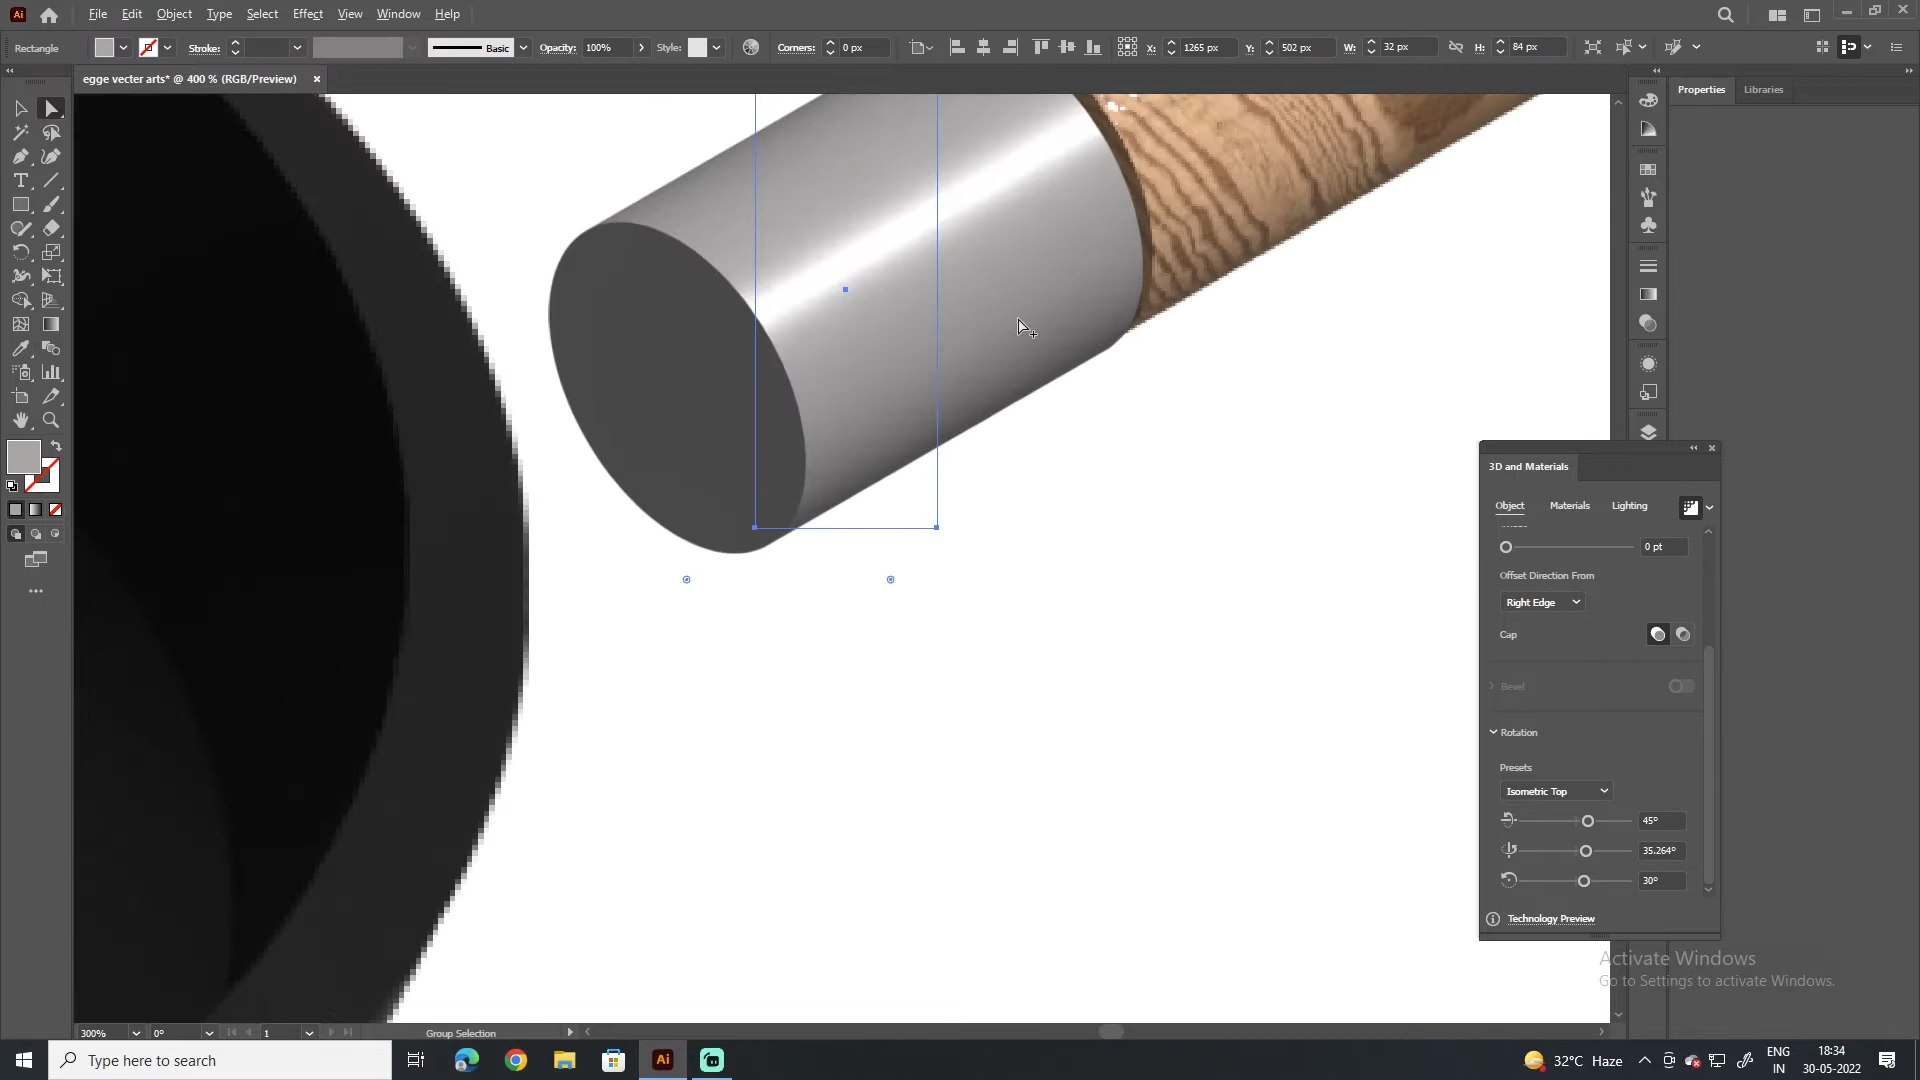 Ai File Edit Object Type Select Effect View Window Help
Rectangle Stroke: Basic Opacity: 100% Style: Corners: 0 px X: 1265 px Y: 502 px W: 32 px H: 84 px
egge vecter arts* @ 400 % (RGB/Preview) ×
Properties Libraries
3D and Materials
Object Materials Lighting
0 pt
Offset Direction From
Right Edge
Cap
Bevel
Rotation
Presets
Isometric Top
45°
35.264°
30°
Technology Preview
Activate Windows
Go to Settings to activate Windows.
300% 0° 1 Group Selection
Type here to search Ai 32°C Haze ENG IN 18:34 30-05-2022